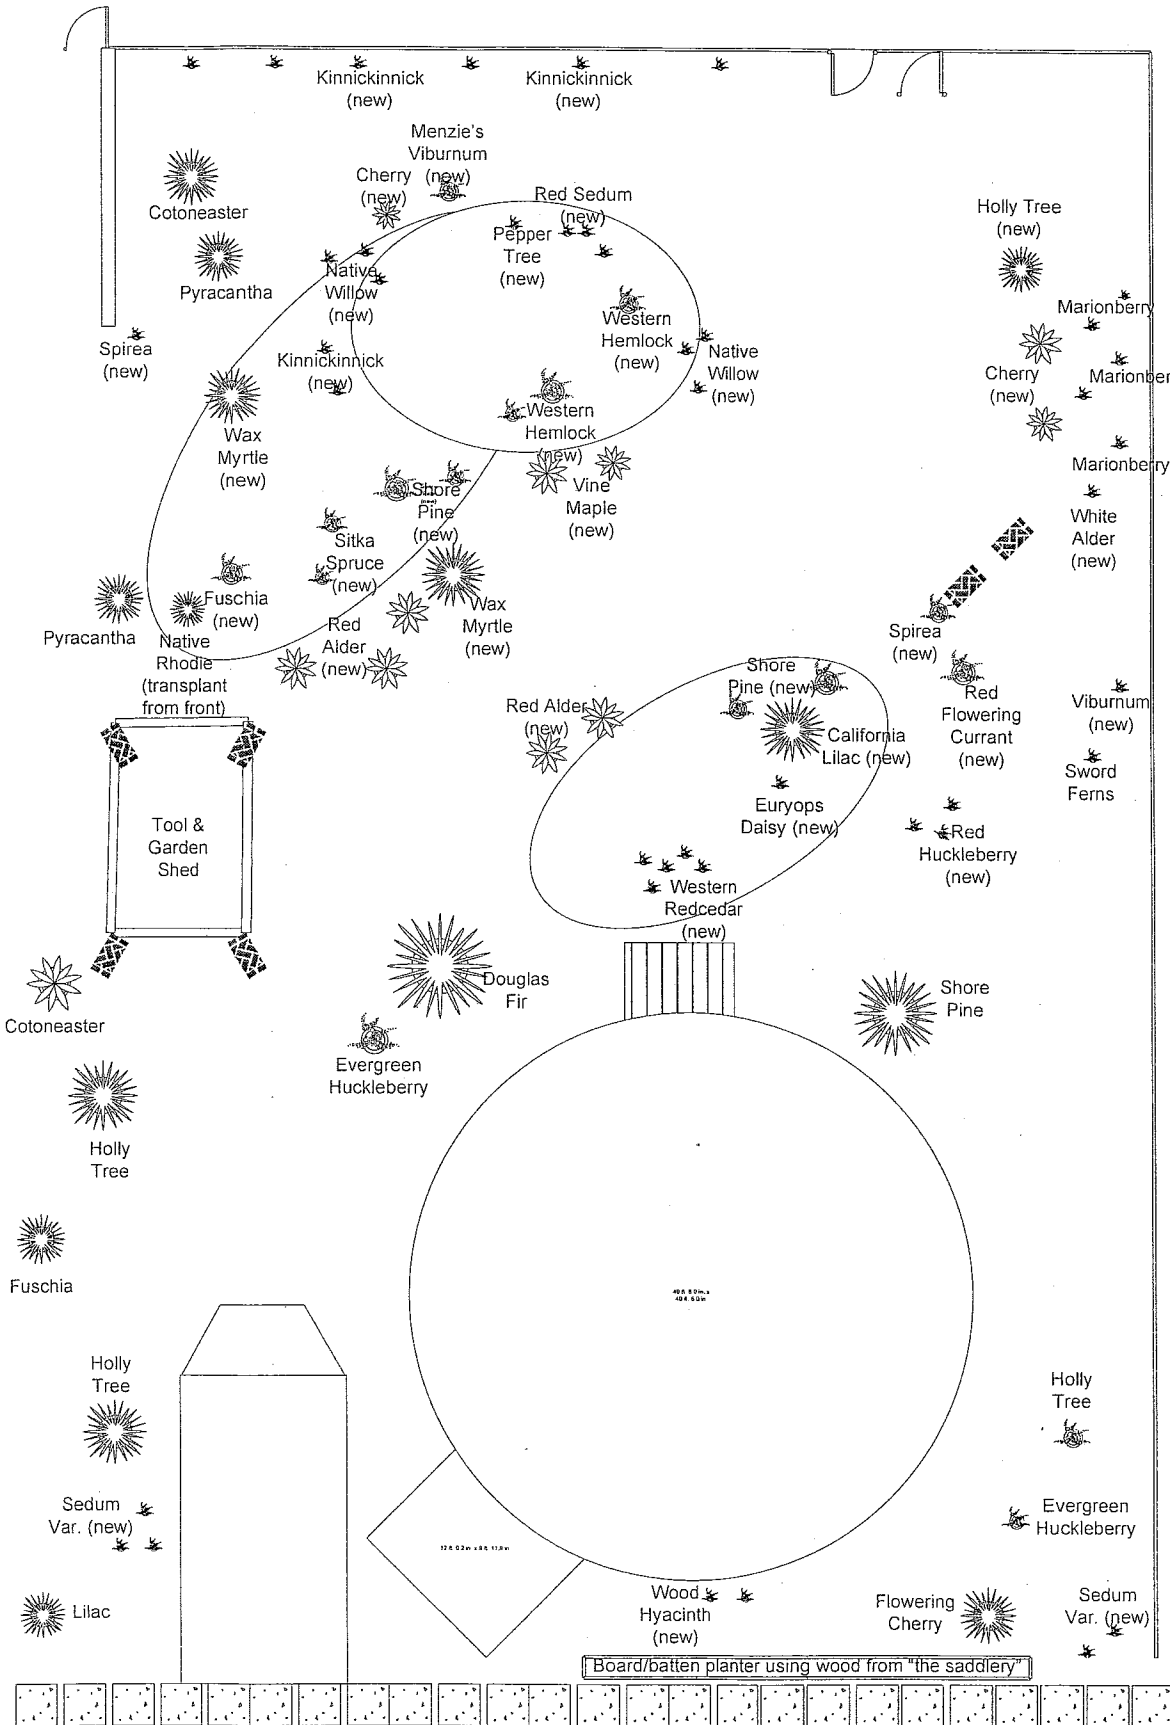 Kinnickinnick
(new)
Kinnickinnick
(new)
Menzie's
Viburnum
(new)
Cherry
(new)
Cotoneaster
Red Sedum
(new)
Pepper
Tree
(new)
Holly Tree
(new)
Pyracantha
Native
Willow
(new)
Marionberry
Western
Hemlock
(new)
Spirea
(new)
Kinnickinnick
(new)
Native
Willow
(new)
Cherry
(new)
Marionber
Wax
Myrtle
(new)
Western
Hemlock
(new)
Marionberry
Shore
Pine
(new)
Vine
Maple
(new)
White
Alder
(new)
Sitka
Spruce
(new)
Fuschia
(new)
Wax
Myrtle
(new)
Pyracantha
Native
Rhodie
(transplant
from front)
Red
Alder
(new)
Spirea
(new)
Shore
Pine (new)
Red
Flowering
Currant
(new)
Viburnum
(new)
Red Alder
(new)
California
Lilac (new)
Sword
Ferns
Euryops
Daisy (new)
Tool &
Garden
Shed
Red
Huckleberry
(new)
Western
Redcedar
(new)
Douglas
Fir
Shore
Pine
Cotoneaster
Evergreen
Huckleberry
Holly
Tree
Fuschia
Holly
Tree
Holly
Tree
Sedum
Var. (new)
Evergreen
Huckleberry
Lilac
Wood
Hyacinth
(new)
Flowering
Cherry
Sedum
Var. (new)
Board/batten planter using wood from "the saddlery"